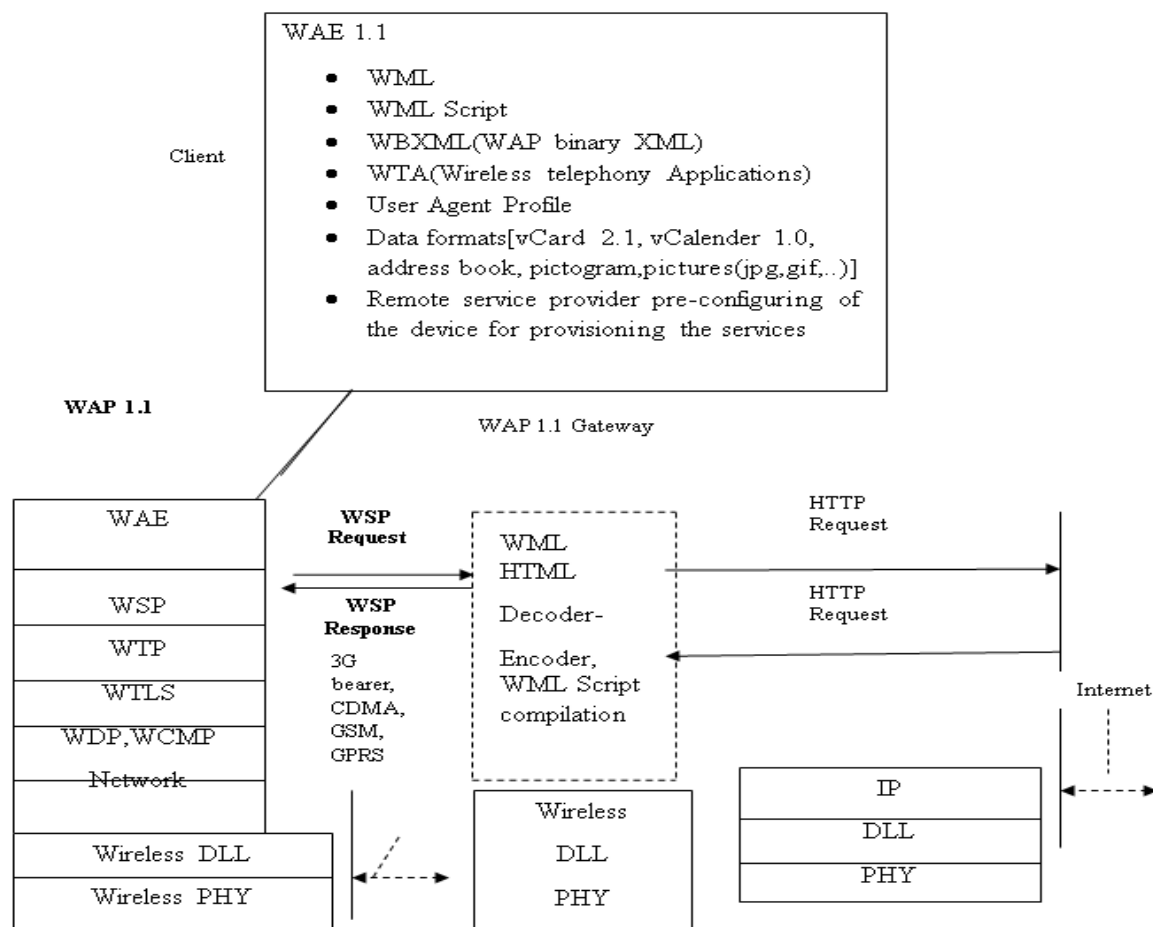 WAE 1.1
WML
WML Script
WBXML(WAP binary XML)
WTA(Wireless telephony Applications)
User Agent Profile
Data formats[vCard 2.1, vCalender 1.0,
address book, pictogram,pictures(jpg,gif,..)]
Remote service provider pre-configuring of
the device for provisioning the services
Client
WAP 1.1
WAP 1.1 Gateway
WAE
WSP
WTP
WTLS
WDP,WCMP
Network
Wireless DLL
Wireless PHY
WSP
Request
WSP
Response
3G
bearer,
CDMA,
GSM,
GPRS
WML
HTML
Decoder-
Encoder,
WML Script
compilation
Wireless
DLL
PHY
HTTP
Request
HTTP
Request
Internet
IP
DLL
PHY